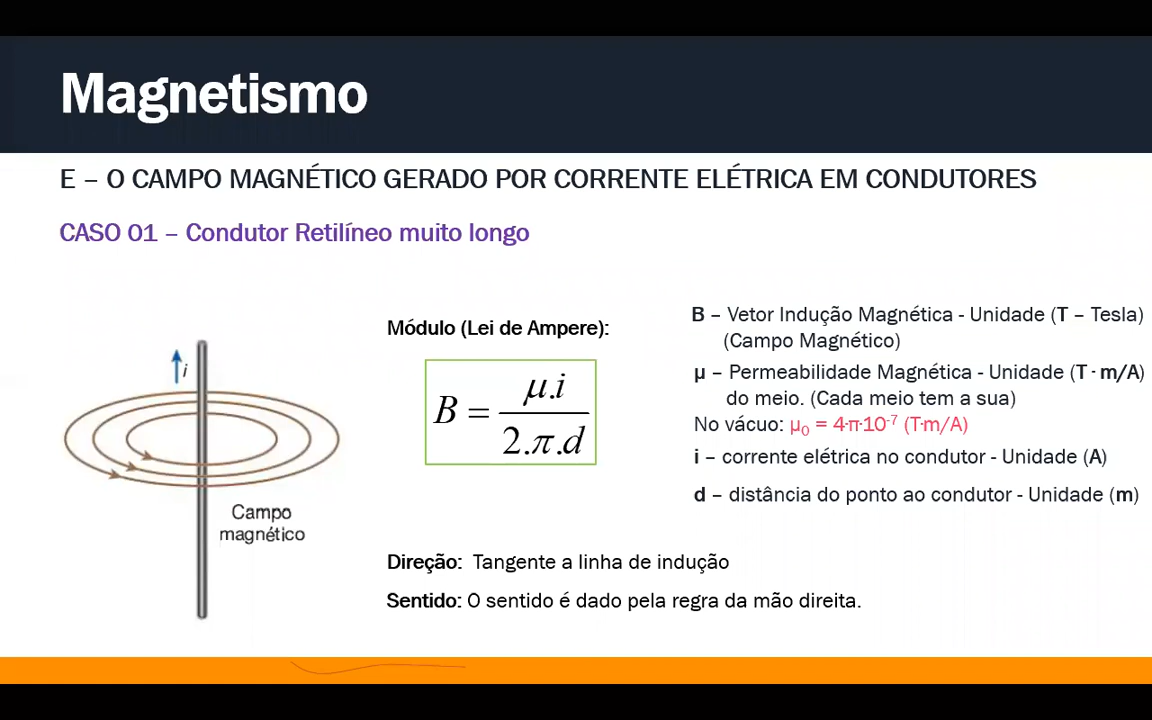 Magnetismo
E – O CAMPO MAGNÉTICO GERADO POR CORRENTE ELÉTRICA EM CONDUTORES
CASO 01 – Condutor Retilíneo muito longo
i
Campo
magnético
Módulo (Lei de Ampere):
B = μ.i / 2.π.d
B – Vetor Indução Magnética - Unidade (T – Tesla)
(Campo Magnético)
μ – Permeabilidade Magnética - Unidade (T · m/A)
do meio. (Cada meio tem a sua)
No vácuo: μ₀ = 4·π·10⁻⁷ (T·m/A)
i – corrente elétrica no condutor - Unidade (A)
d – distância do ponto ao condutor - Unidade (m)
Direção: Tangente a linha de indução
Sentido: O sentido é dado pela regra da mão direita.